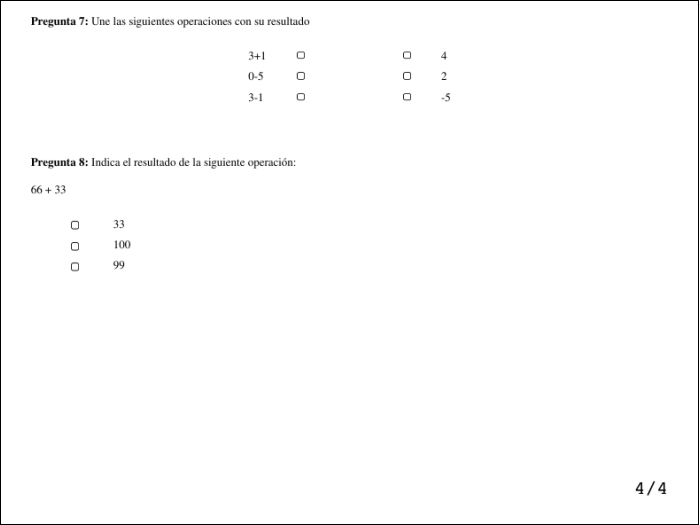 Pregunta 7: Une las siguientes operaciones con su resultado
3+1 4
0-5 2
3-1 -5
Pregunta 8: Indica el resultado de la siguiente operación:
66 + 33
33
100
99
4/4